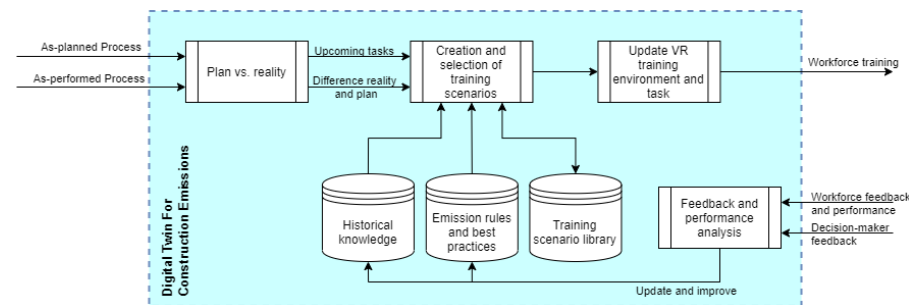 As-planned Process
As-performed Process
Plan vs. reality
Upcoming tasks
Difference reality
and plan
Creation and
selection of
training
scenarios
Update VR
training
environment and
task
Workforce training
Digital Twin For
Construction Emissions
Historical
knowledge
Emission rules
and best
practices
Training
scenario library
Feedback and
performance
analysis
Workforce feedback
and performance
Decision-maker
feedback
Update and improve